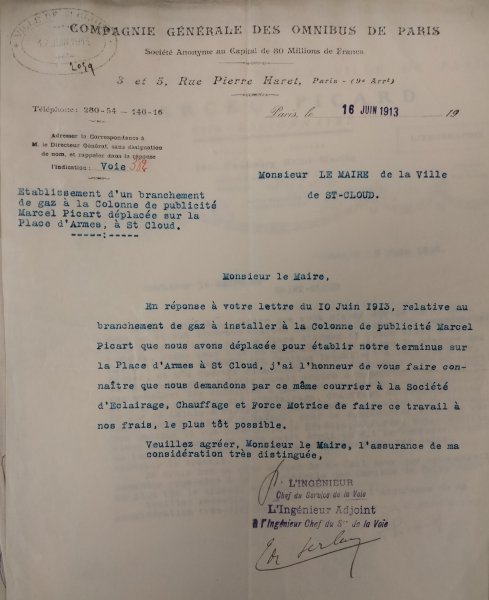 COMPAGNIE GÉNÉRALE DES OMNIBUS DE PARIS
Société Anonyme au Capital de 80 Millions de Francs
3 et 5, Rue Pierre Haret, Paris - (9e Arrt)
Téléphone: 280-54 - 140-16
Paris, le 16 JUIN 1913 19
Adresser la Correspondance à
M. le Directeur Général, sans désignation
de nom, et rappeler dans la réponse
l'indication: Voie
Monsieur LE MAIRE de la Ville
de ST-CLOUD.
Etablissement d'un branchement
de gaz à la Colonne de publicité
Marcel Picart déplacée sur la
Place d'Armes, à St Cloud.
-----:-----
Monsieur le Maire,
En réponse à votre lettre du 10 Juin 1913, relative au
branchement de gaz à installer à la Colonne de publicité Marcel
Picart que nous avons déplacée pour établir notre terminus sur
la Place d'Armes à St Cloud, j'ai l'honneur de vous faire con-
naître que nous demandons par ce même courrier à la Société
d'Eclairage, Chauffage et Force Motrice de faire ce travail à
nos frais, le plus tôt possible.
Veuillez agréer, Monsieur le Maire, l'assurance de ma
considération très distinguée,
L'INGÉNIEUR
Chef du Service de la Voie
L'Ingénieur Adjoint
à l'Ingénieur Chef du Sce de la Voie